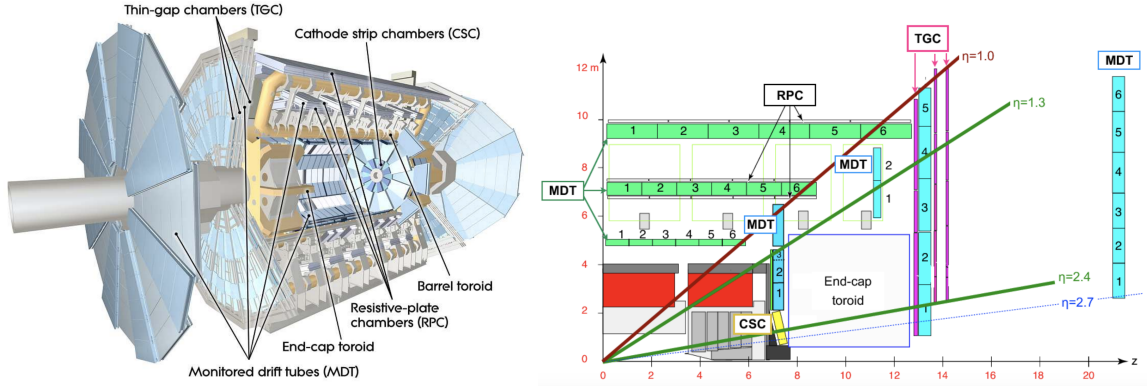 Thin-gap chambers (TGC)
Cathode strip chambers (CSC)
Barrel toroid
Resistive-plate
chambers (RPC)
End-cap toroid
Monitored drift tubes (MDT)
TGC
12 m
η=1.0
MDT
RPC
η=1.3
6
5
10
1 2 3 4 5 6
5
4
8
MDT
2
4
MDT
1 2 3 4 5 6
1
3
3
6
MDT
1 2 3 4 5 6
2
2
4
3
2
1
End-cap
toroid
1
η=2.4
2
CSC
1
η=2.7
0
0 2 4 6 8 10 12 14 16 18 20 z